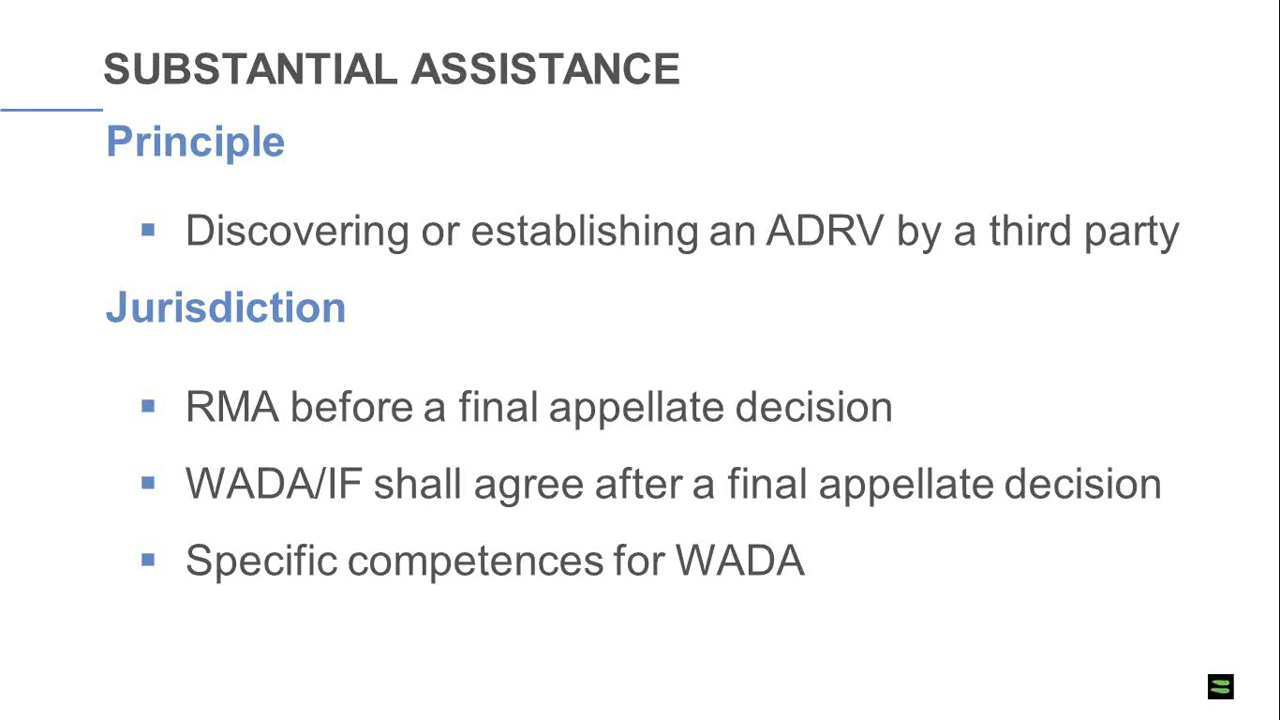 SUBSTANTIAL ASSISTANCE
Principle
▪ Discovering or establishing an ADRV by a third party
Jurisdiction
▪ RMA before a final appellate decision
▪ WADA/IF shall agree after a final appellate decision
▪ Specific competences for WADA